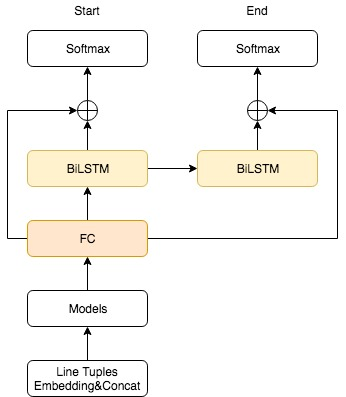 Start
End
Softmax
Softmax
BiLSTM
BiLSTM
FC
Models
Line Tuples
Embedding&Concat